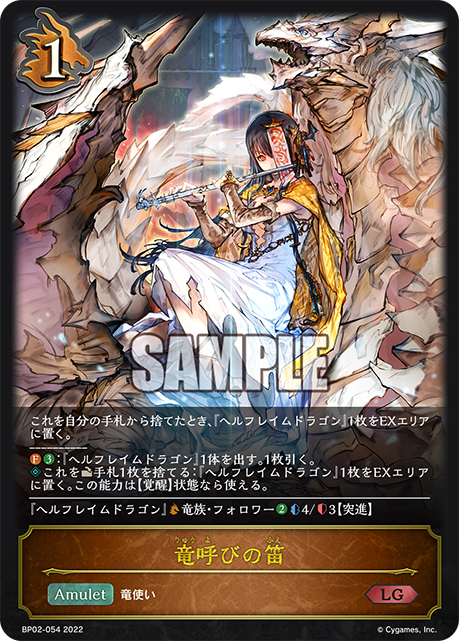 1
SAMPLE
これを自分の手札から捨てたとき、『ヘルフレイムドラゴン』1枚をEXエリア
に置く。
F 3:『ヘルフレイムドラゴン』1体を出す。1枚引く。
これを 手札1枚を捨てる:『ヘルフレイムドラゴン』1枚をEXエリア
に置く。この能力は【覚醒】状態なら使える。
『ヘルフレイムドラゴン』 竜族・フォロワー 2 4/ 3【突進】
りゅう よ ふえ
竜呼びの笛
Amulet 竜使い LG
BP02-054 2022 © Cygames, Inc.